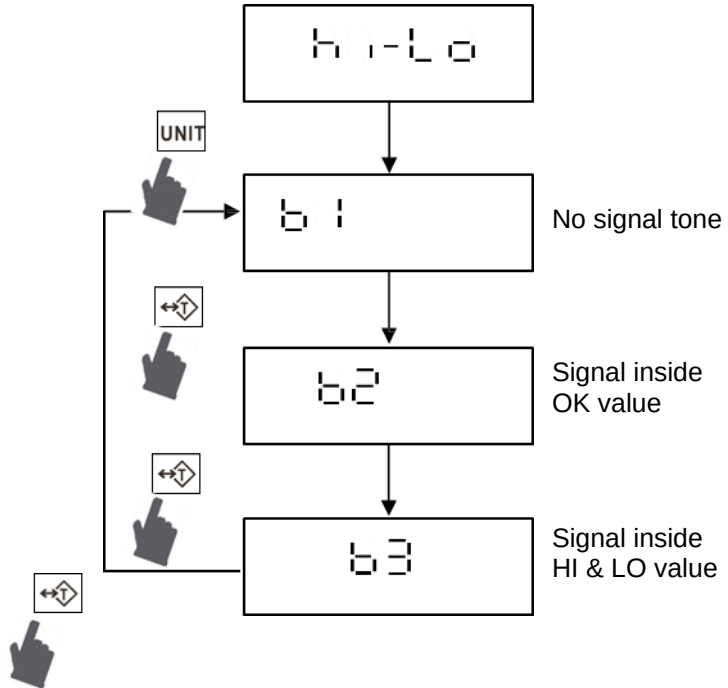 hi-Lo
UNIT
b1
No signal tone
↔T
b2
Signal inside
OK value
↔T
b3
Signal inside
HI & LO value
↔T